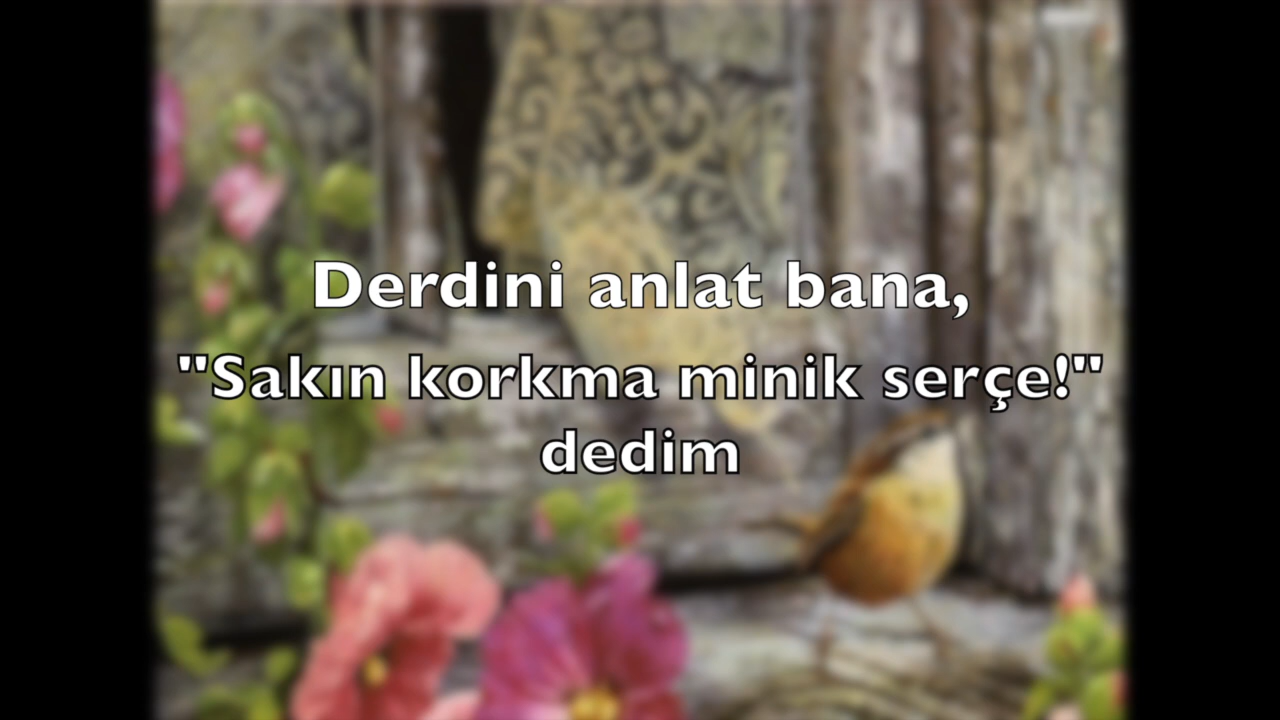 Derdini anlat bana,
"Sakın korkma minik serçe!"
dedim